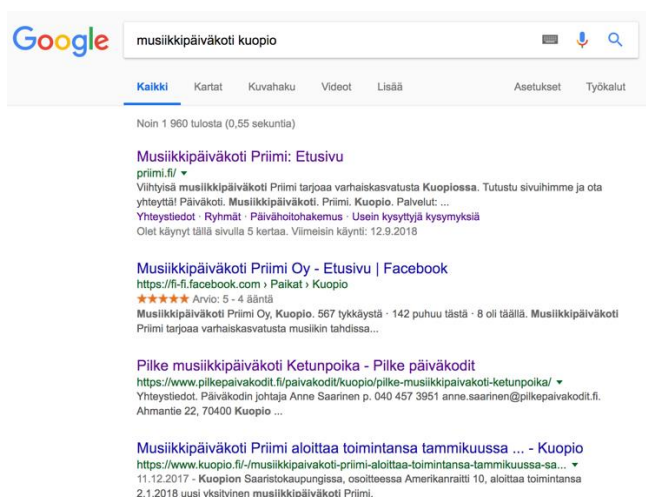 Google
musiikkipäiväkoti kuopio
Kaikki Kartat Kuvahaku Videot Lisää Asetukset Työkalut
Noin 1 960 tulosta (0,55 sekuntia)
Musiikkipäiväkoti Priimi: Etusivu
priimi.fi/
Viihtyisä musiikkipäiväkoti Priimi tarjoaa varhaiskasvatusta Kuopiossa. Tutustu sivuihimme ja ota
yhteyttä! Päiväkoti. Musiikkipäiväkoti. Priimi. Kuopio. Palvelut: ...
Yhteystiedot · Ryhmät · Päivähoitohakemus · Usein kysyttyjä kysymyksiä
Olet käynyt tällä sivulla 5 kertaa. Viimeisin käynti: 12.9.2018
Musiikkipäiväkoti Priimi Oy - Etusivu | Facebook
https://fi-fi.facebook.com › Paikat › Kuopio
Arvio: 5 - 4 ääntä
Musiikkipäiväkoti Priimi Oy, Kuopio. 567 tykkäystä · 142 puhuu tästä · 8 oli täällä. Musiikkipäiväkoti
Priimi tarjoaa varhaiskasvatusta musiikin tahdissa...
Pilke musiikkipäiväkoti Ketunpoika - Pilke päiväkodit
https://www.pilkepaivakodit.fi/paivakodit/kuopio/pilke-musiikkipaivakoti-ketunpoika/
Yhteystiedot. Päiväkodin johtaja Anne Saarinen p. 040 457 3951 anne.saarinen@pilkepaivakodit.fi.
Ahmantie 22, 70400 Kuopio ...
Musiikkipäiväkoti Priimi aloittaa toimintansa tammikuussa ... - Kuopio
https://www.kuopio.fi/-/musiikkipaivakoti-priimi-aloittaa-toimintansa-tammikuussa-sa...
11.12.2017 - Kuopion Saaristokaupungissa, osoitteessa Amerikanraitti 10, aloittaa toimintansa
2.1.2018 uusi yksityinen musiikkipäiväkoti Priimi.